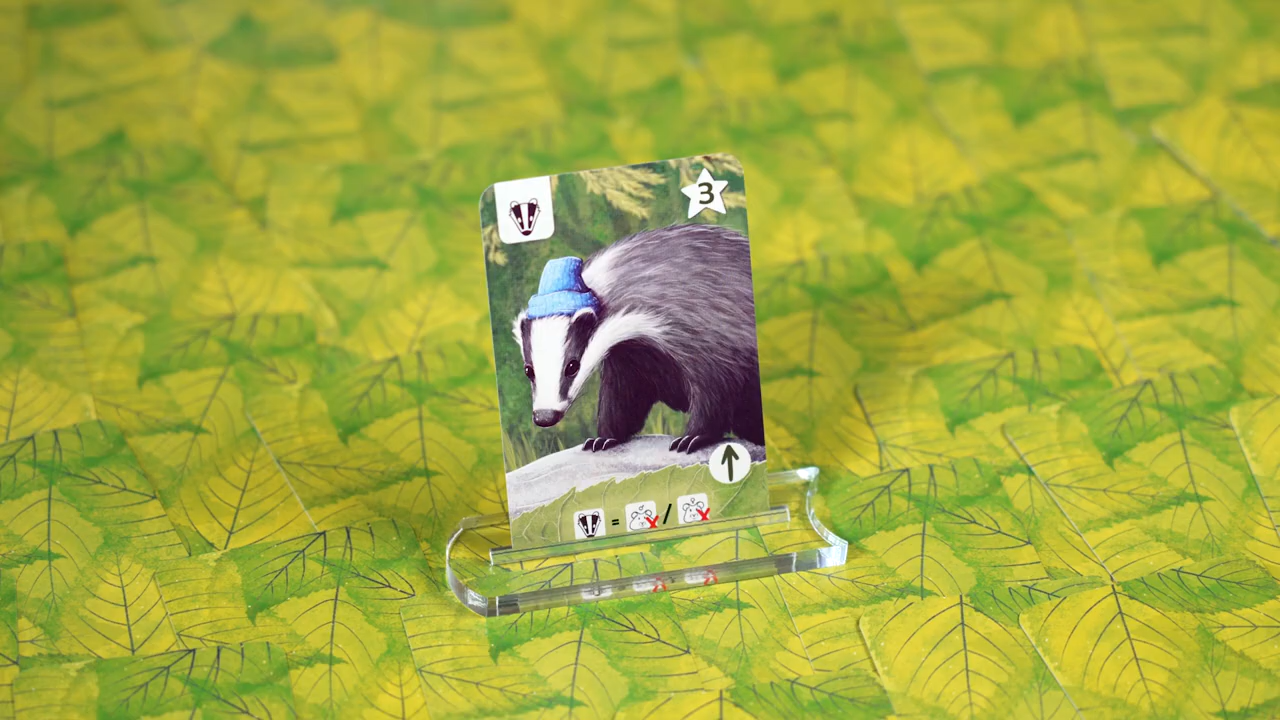 3
= /